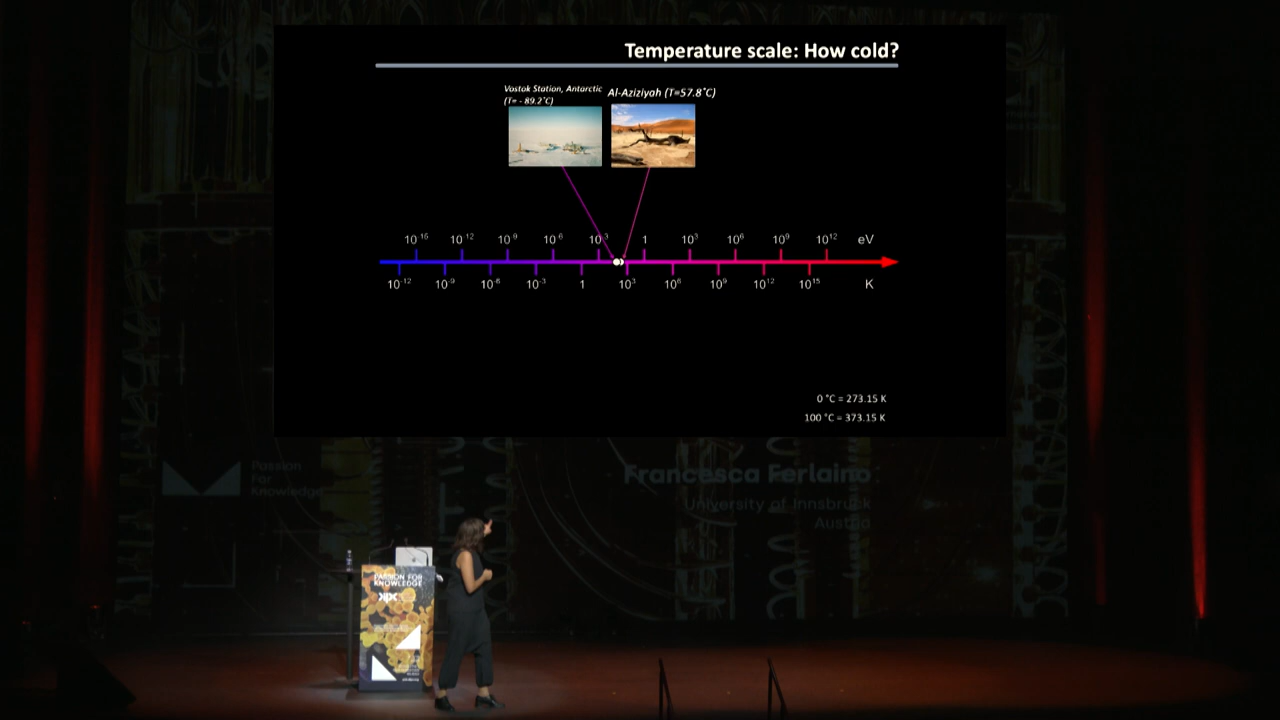 Temperature scale: How cold?
Vostok Station, Antarctic
(T= - 89.2˚C)
Al-Aziziyah (T=57.8˚C)
10⁻¹⁵ 10⁻¹² 10⁻⁹ 10⁻⁶ 10⁻³ 1 10³ 10⁶ 10⁹ 10¹² eV
10⁻¹² 10⁻⁹ 10⁻⁶ 10⁻³ 1 10³ 10⁶ 10⁹ 10¹² 10¹⁵ K
0 ˚C = 273.15 K
100 ˚C = 373.15 K
Passion
For
Knowledge
Francesca Ferlaino
University of Innsbruck
Austria
PASSION FOR
KNOWLEDGE
dipc